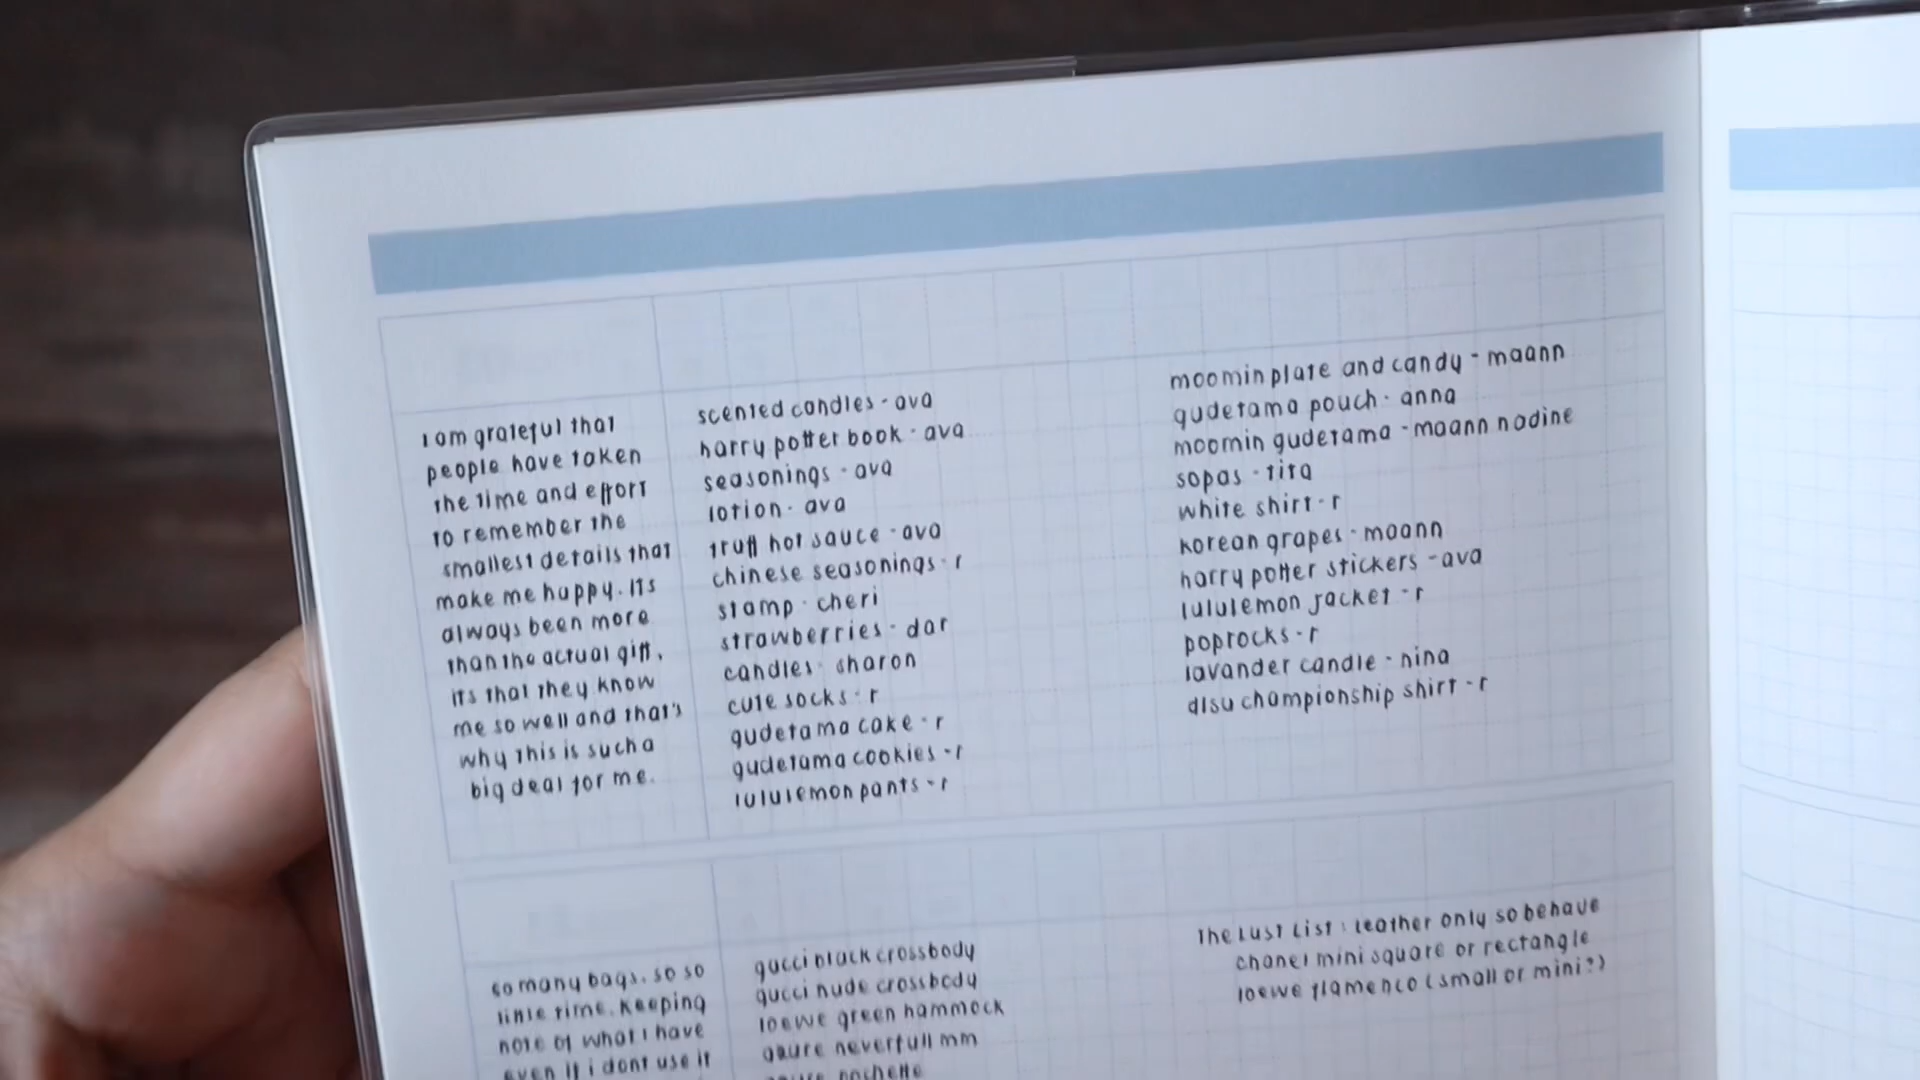 I am grateful that
people have taken
the time and effort
to remember the
smallest details that
make me happy. Its
always been more
than the actual gift,
its that they know
me so well and that's
why this is such a
big deal for me.
scented candles - ava
harry potter book - ava
seasonings - ava
lotion - ava
truff hot sauce - ava
chinese seasonings - r
stamp - cheri
strawberries - dar
candles - sharon
cute socks - r
gudetama cake - r
gudetama cookies - r
lululemon pants - r
moomin plate and candy - maann
gudetama pouch - anna
moomin gudetama - maann nadine
sopas - tita
white shirt - r
korean grapes - maann
harry potter stickers - ava
lululemon jacket - r
poprocks - r
lavander candle - nina
dlsu championship shirt - r
so many bags. so so
little time. Keeping
note of what I have
even if i dont use it
gucci black crossbody
gucci nude crossbody
loewe green hammock
neverfull mm
pochette
The Lust List : leather only so behave
chanel mini square or rectangle
loewe flamenco (small or mini?)